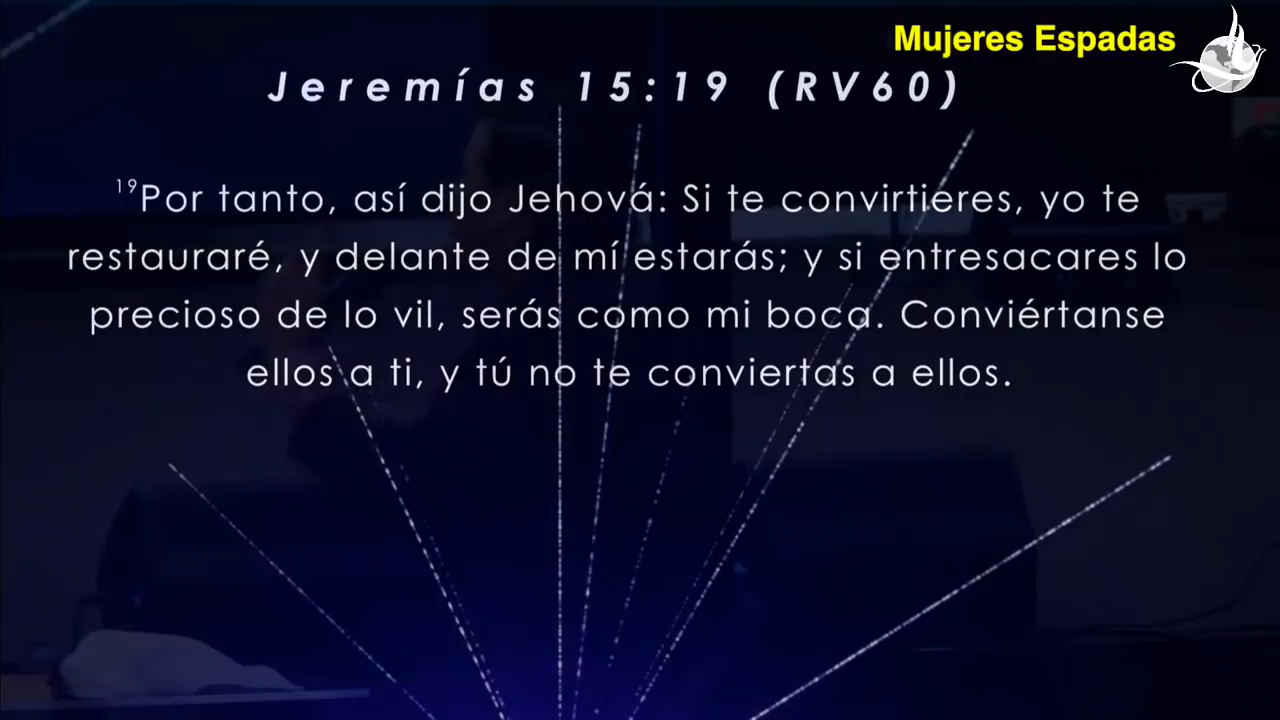 Mujeres Espadas
Jeremías 15:19 (RV60)
19Por tanto, así dijo Jehová: Si te convirtieres, yo te
restauraré, y delante de mí estarás; y si entresacares lo
precioso de lo vil, serás como mi boca. Conviértanse
ellos a ti, y tú no te conviertas a ellos.